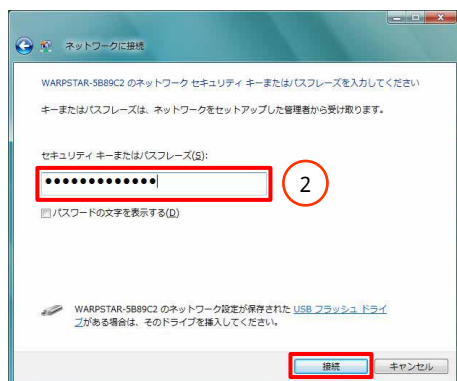 ネットワークに接続
WARPSTAR-5B89C2 のネットワーク セキュリティ キーまたはパスフレーズを入力してください
キーまたはパスフレーズは、ネットワークをセットアップした管理者から受け取ります。
セキュリティ キーまたはパスフレーズ(S):
●●●●●●●●●●●●●
2
パスワードの文字を表示する(D)
WARPSTAR-5B89C2 のネットワーク設定が保存された USB フラッシュ ドライ
ブがある場合は、そのドライブを挿入してください。
接続 キャンセル